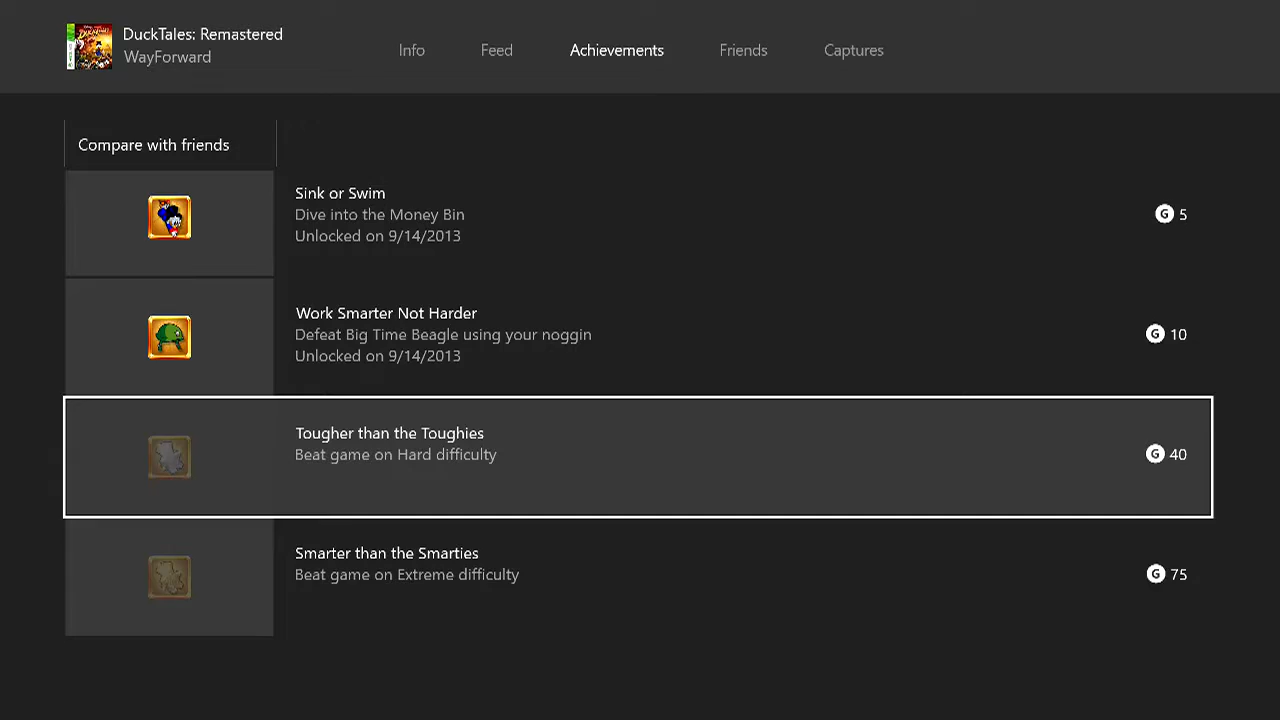 DuckTales: Remastered
WayForward
Info
Feed
Achievements
Friends
Captures
Compare with friends
Sink or Swim
Dive into the Money Bin
Unlocked on 9/14/2013
G 5
Work Smarter Not Harder
Defeat Big Time Beagle using your noggin
Unlocked on 9/14/2013
G 10
Tougher than the Toughies
Beat game on Hard difficulty
G 40
Smarter than the Smarties
Beat game on Extreme difficulty
G 75